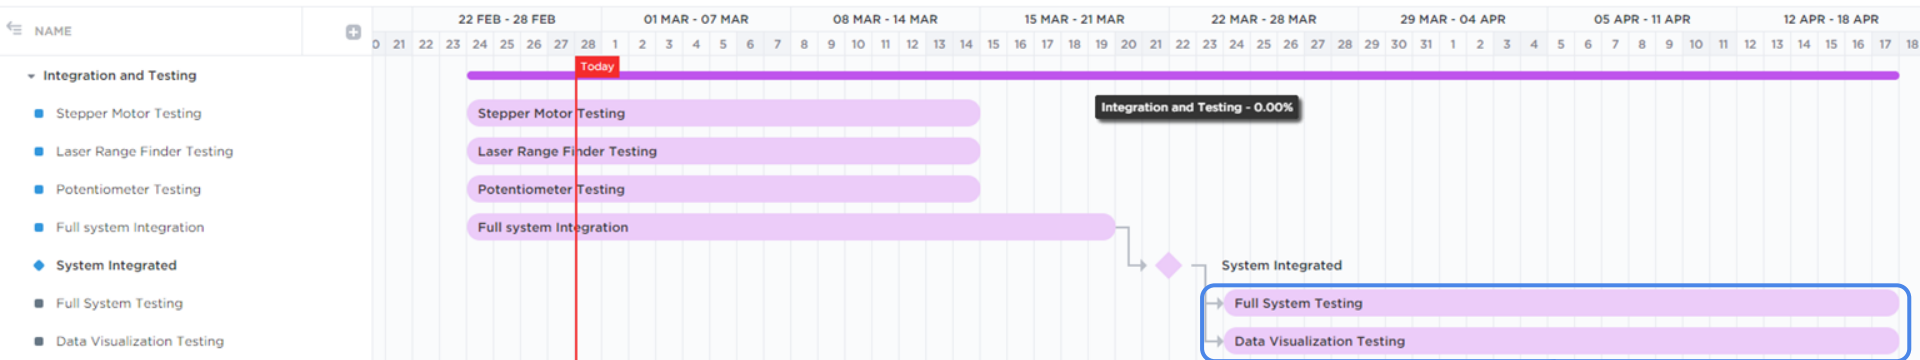 22 FEB - 28 FEB 01 MAR - 07 MAR 08 MAR - 14 MAR 15 MAR - 21 MAR 22 MAR - 28 MAR 29 MAR - 04 APR 05 APR - 11 APR 12 APR - 18 APR
NAME
0 21 22 23 24 25 26 27 28 1 2 3 4 5 6 7 8 9 10 11 12 13 14 15 16 17 18 19 20 21 22 23 24 25 26 27 28 29 30 31 1 2 3 4 5 6 7 8 9 10 11 12 13 14 15 16 17 18
Today
Integration and Testing
Integration and Testing - 0.00%
Stepper Motor Testing Stepper Motor Testing
Laser Range Finder Testing Laser Range Finder Testing
Potentiometer Testing Potentiometer Testing
Full system Integration Full system Integration
System Integrated System Integrated
Full System Testing Full System Testing
Data Visualization Testing Data Visualization Testing